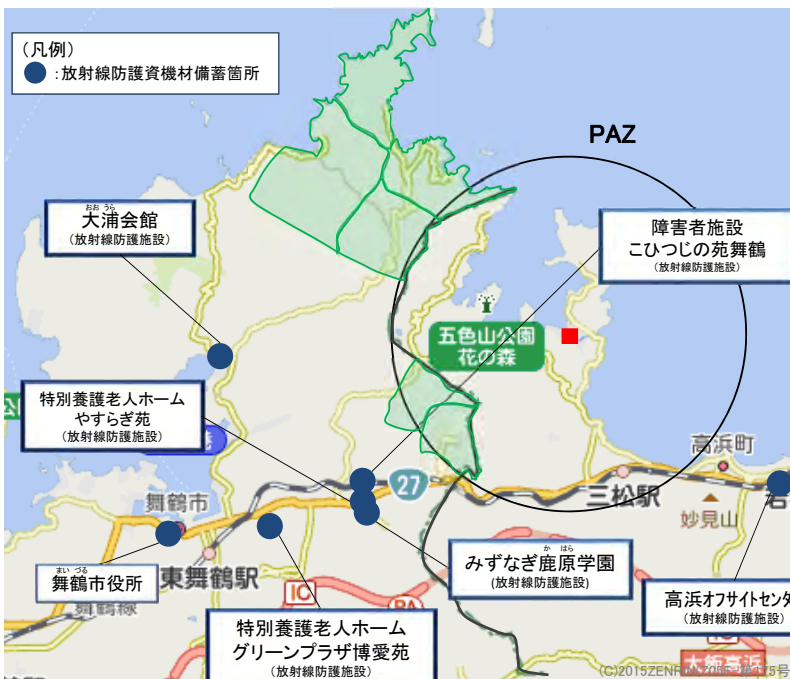 (凡例)
:放射線防護資機材備蓄箇所
PAZ
おお うら
大浦会館
(放射線防護施設)
障害者施設
こひつじの苑舞鶴
(放射線防護施設)
五色山公園
花の森
特別養護老人ホーム
やすらぎ苑
(放射線防護施設)
27
高浜町
三松駅
妙見山
舞鶴市
まい づる
舞鶴市役所
東舞鶴駅
舞鶴線
IC
PA
か はら
みずなぎ鹿原学園
(放射線防護施設)
高浜オフサイトセンタ
(放射線防護施設)
特別養護老人ホーム
グリーンプラザ博愛苑
(放射線防護施設)
大飯高浜